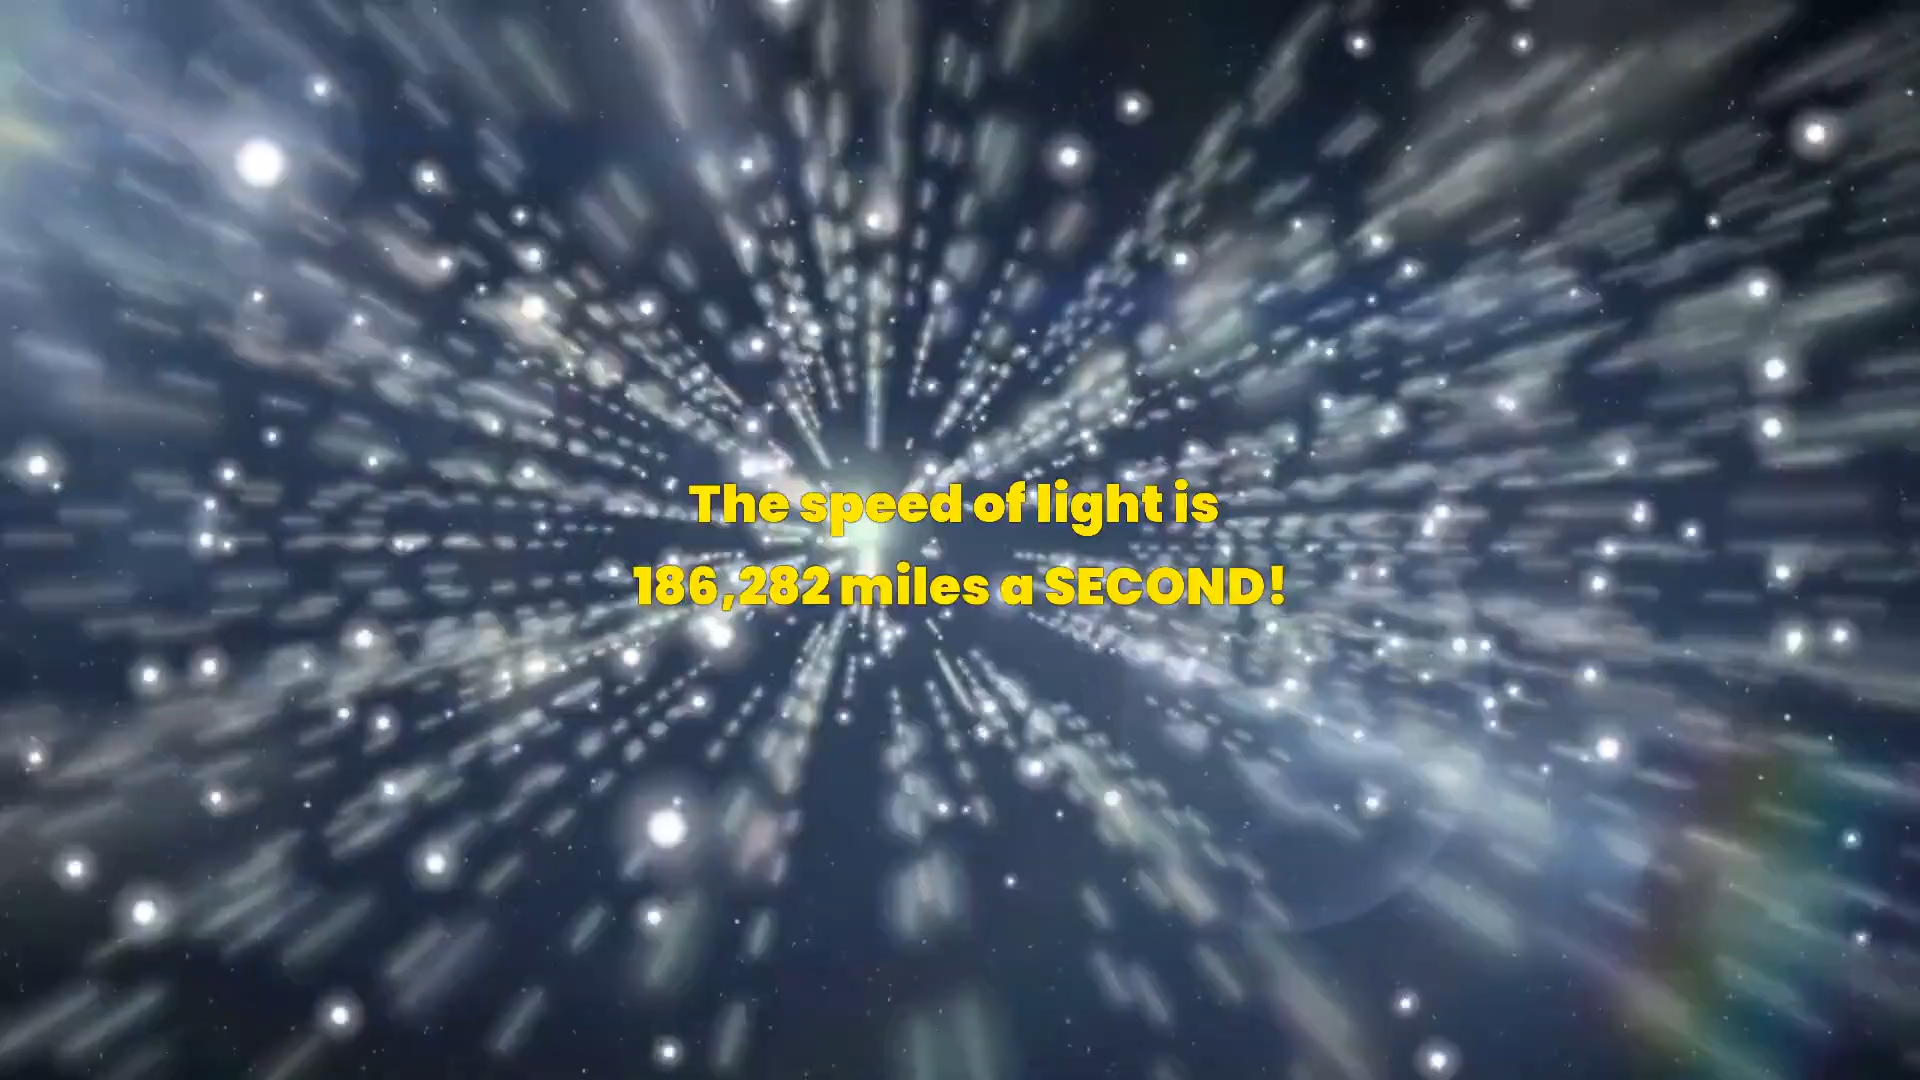 The speed of light is
186,282 miles a SECOND!